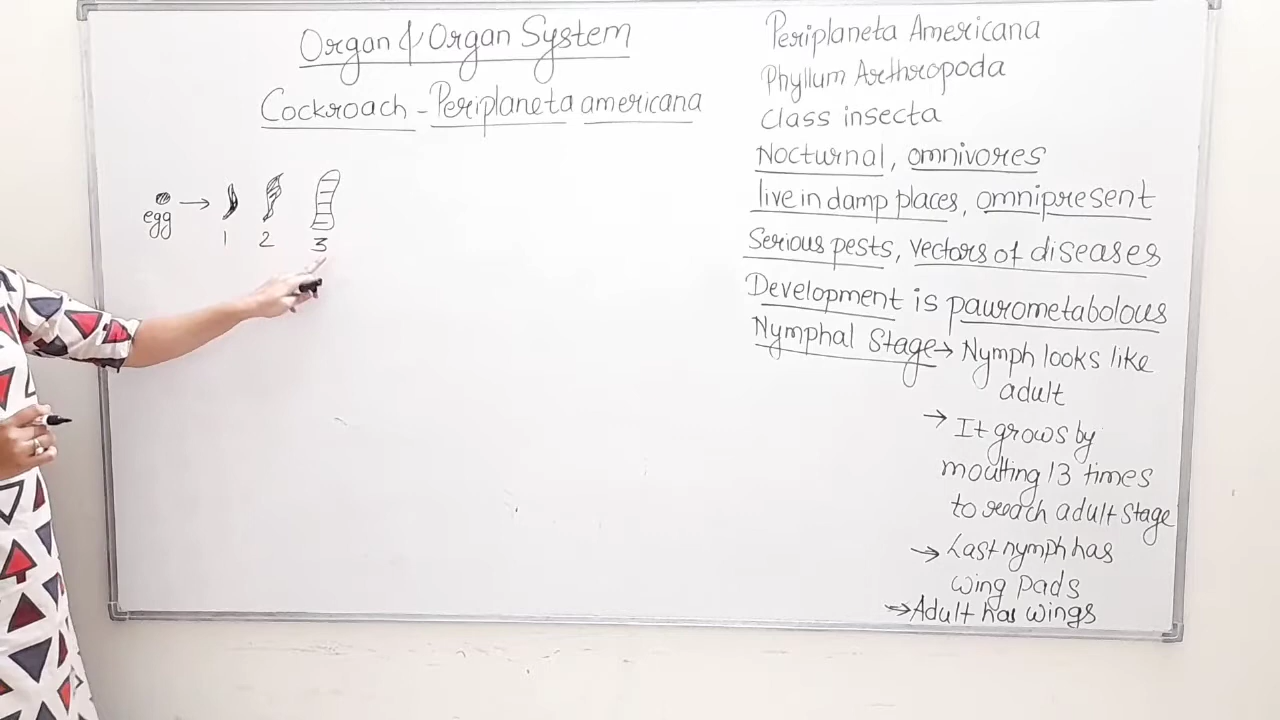 Organ & Organ System
Cockroach - Periplaneta americana
egg
1 2 3
Periplaneta Americana
Phyllum Arthropoda
Class insecta
Nocturnal, omnivores
live in damp places, omnipresent
Serious pests, vectors of diseases
Development is paurometabolous
Nymphal Stage → Nymph looks like
adult
→ It grows by
moulting 13 times
to reach adult stage
→ Last nymph has
wing pads
→ Adult has wings